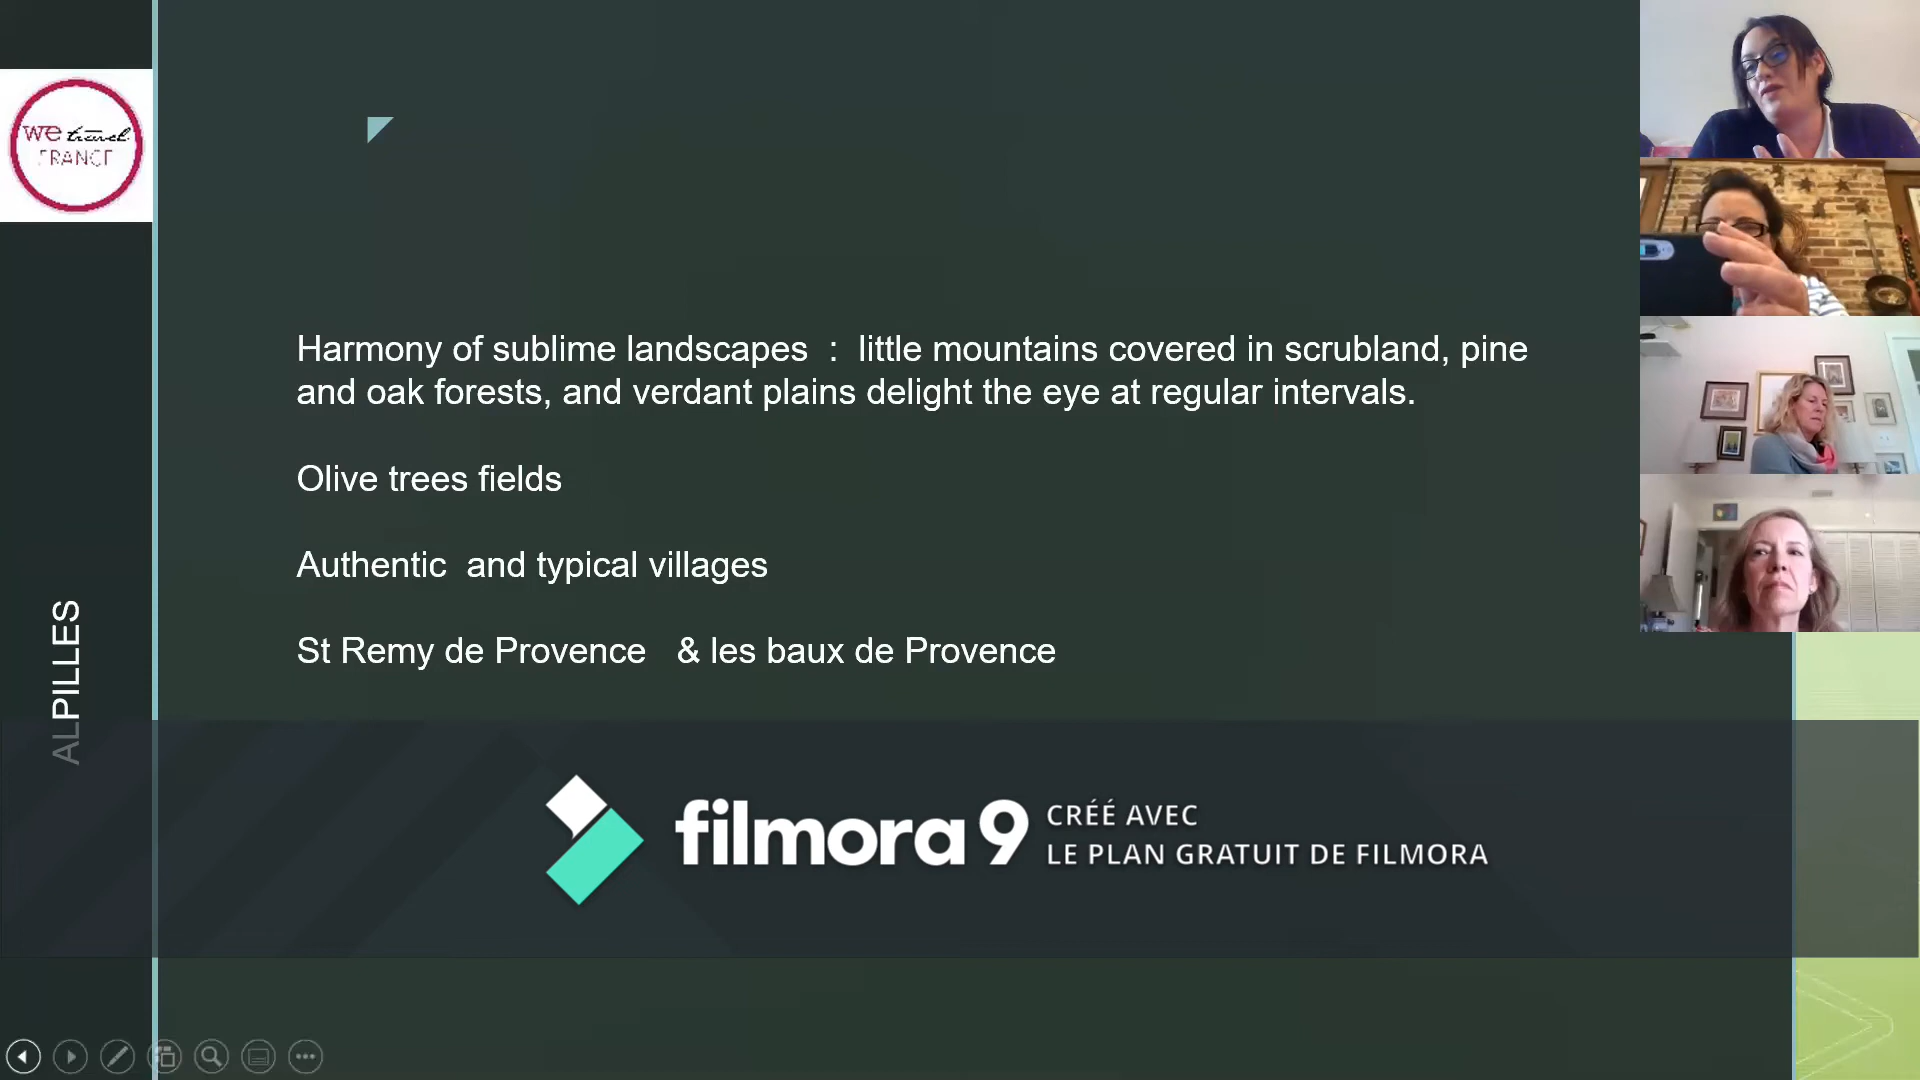 we travel
FRANCE
Harmony of sublime landscapes : little mountains covered in scrubland, pine
and oak forests, and verdant plains delight the eye at regular intervals.
Olive trees fields
Authentic and typical villages
St Remy de Provence & les baux de Provence
ALPILLES
filmora 9
CRÉÉ AVEC
LE PLAN GRATUIT DE FILMORA